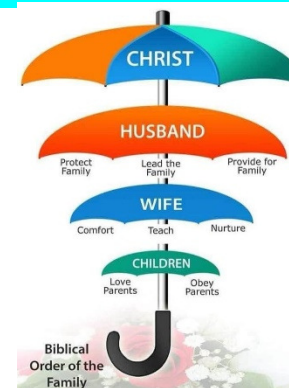 CHRIST
HUSBAND
Protect Family
Lead the Family
Provide for Family
WIFE
Comfort
Teach
Nurture
CHILDREN
Love Parents
Obey Parents
Biblical
Order of the
Family